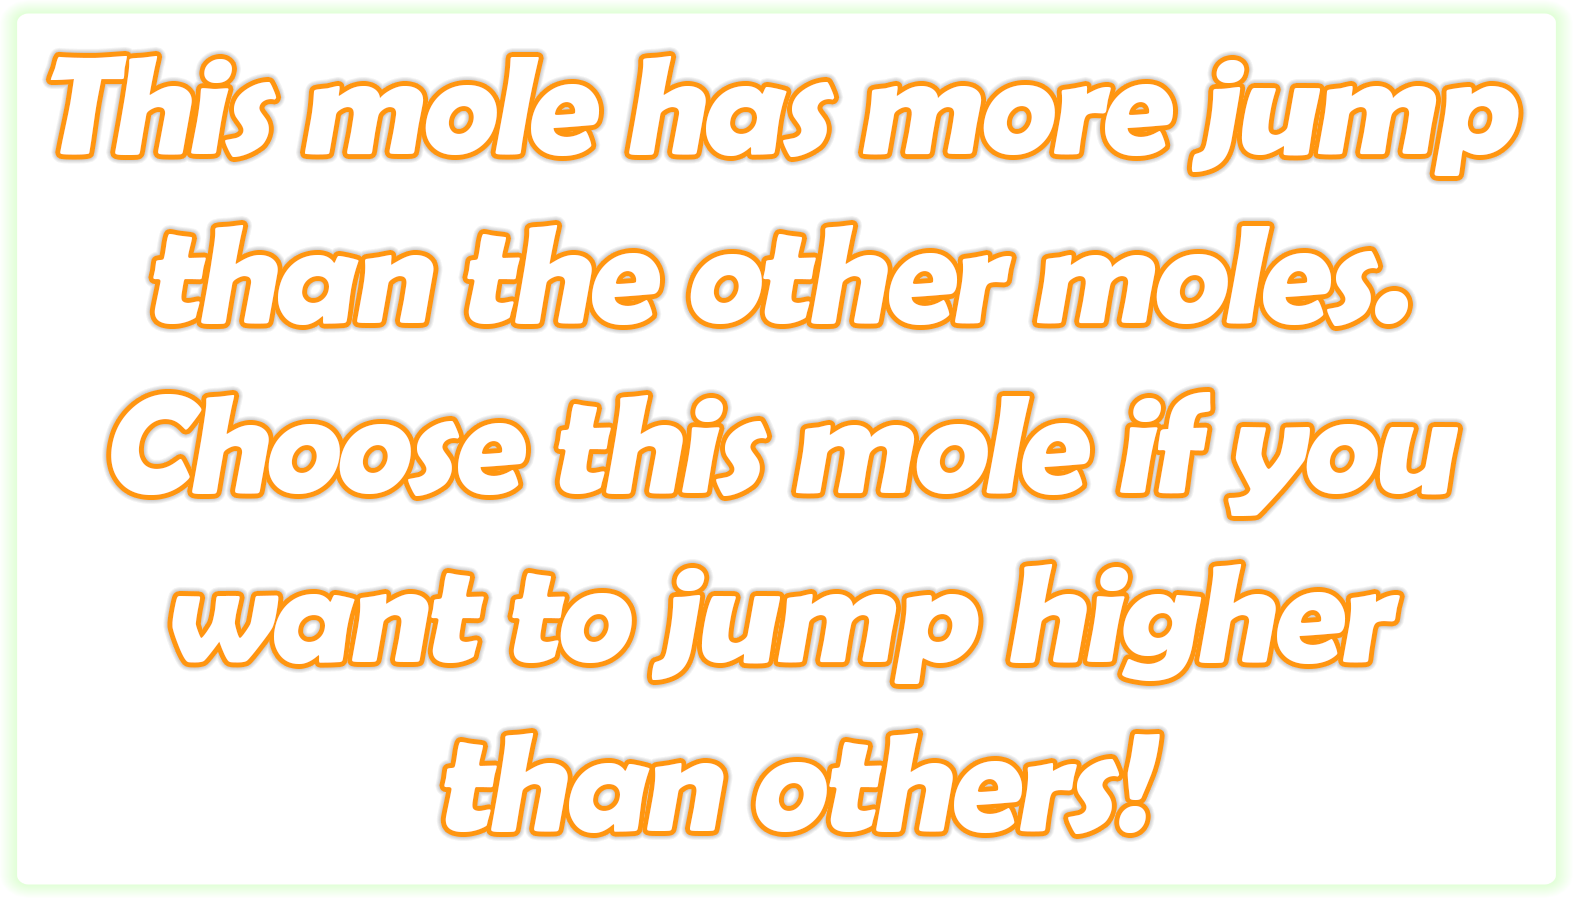 This mole has more jump
than the other moles.
Choose this mole if you
want to jump higher
than others!